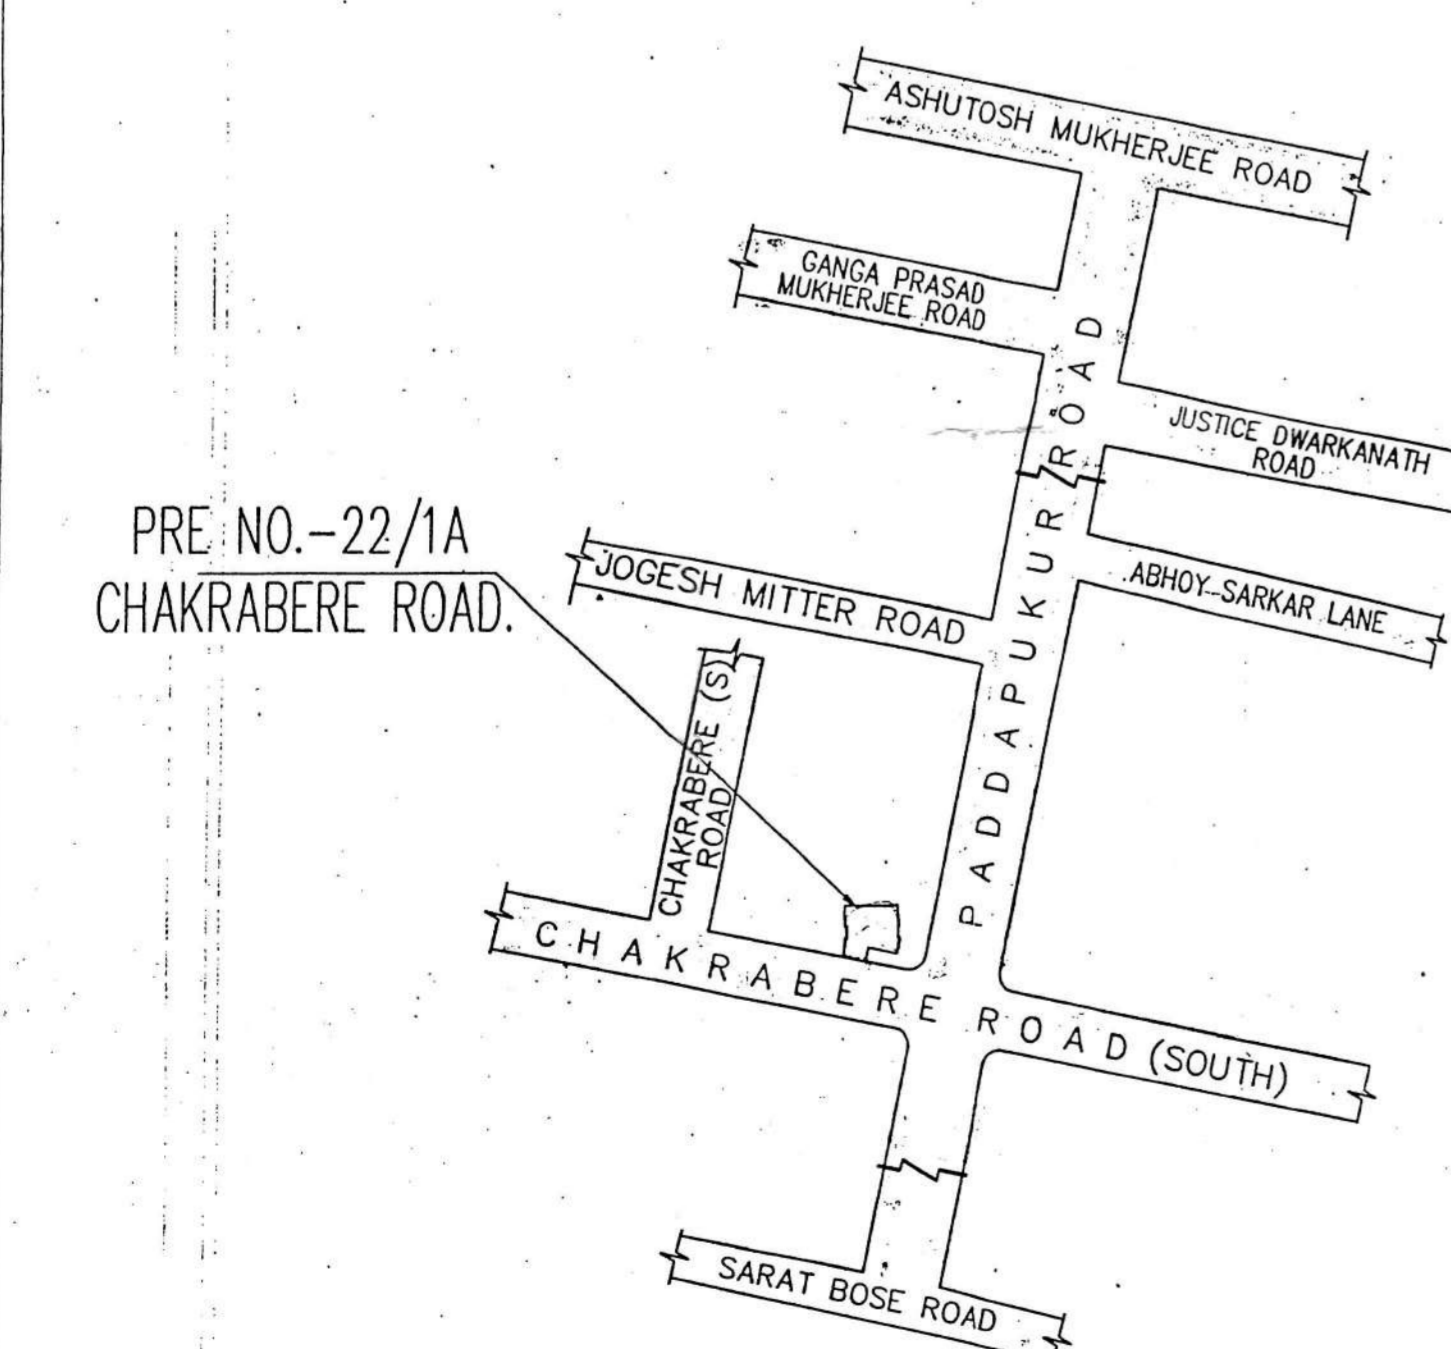 ASHUTOSH MUKHERJEE ROAD
GANGA PRASAD
MUKHERJEE ROAD
JUSTICE DWARKANATH
ROAD
PRE NO.-22/1A
CHAKRABERE ROAD.
JOGESH MITTER ROAD
ABHOY SARKAR LANE
PADDAPUKUR ROAD
CHAKRABERE (S)
ROAD
CHAKRABERE ROAD (SOUTH)
SARAT BOSE ROAD